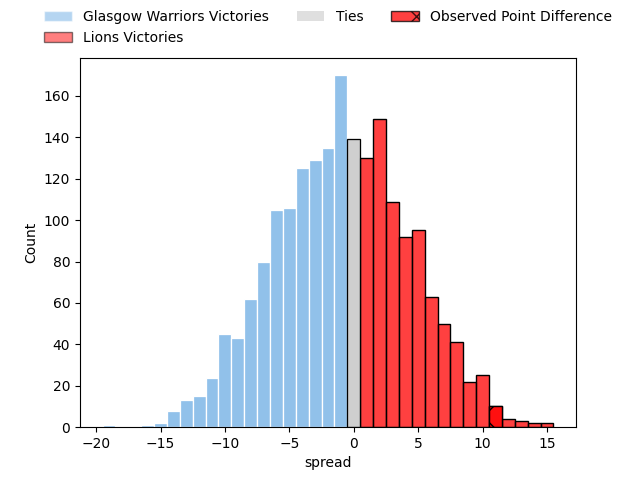 Glasgow Warriors Victories
Ties
Observed Point Difference
Lions Victories
160
140
120
100
80
60
40
20
0
Count
−20
−15
−10
−5
0
5
10
15
spread